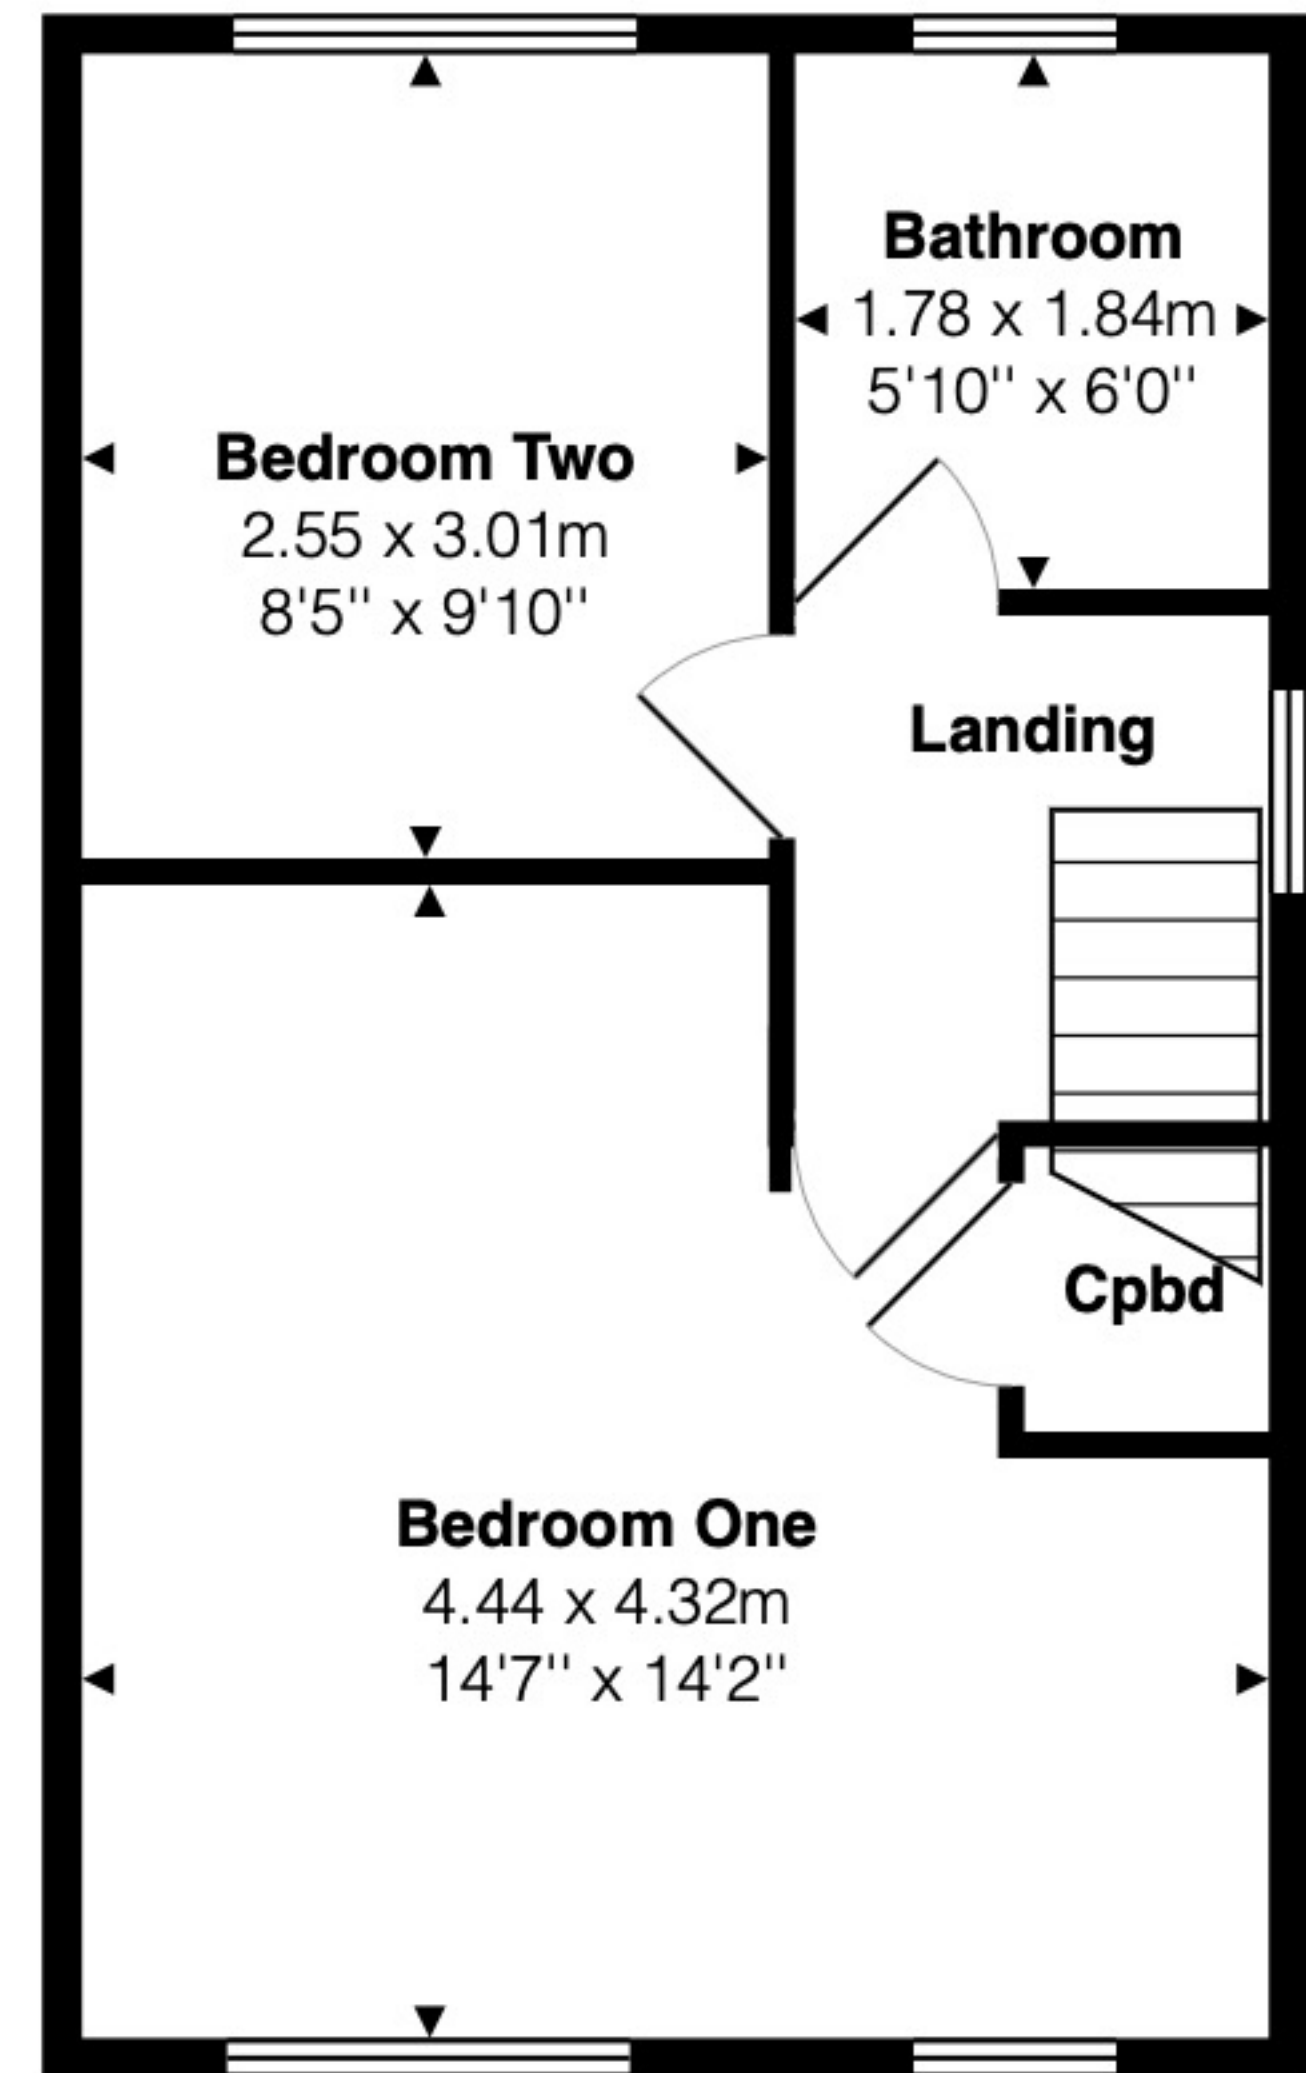 Bathroom
1.78 x 1.84m
5'10" x 6'0"
Bedroom Two
2.55 x 3.01m
8'5" x 9'10"
Landing
Cpbd
Bedroom One
4.44 x 4.32m
14'7" x 14'2"